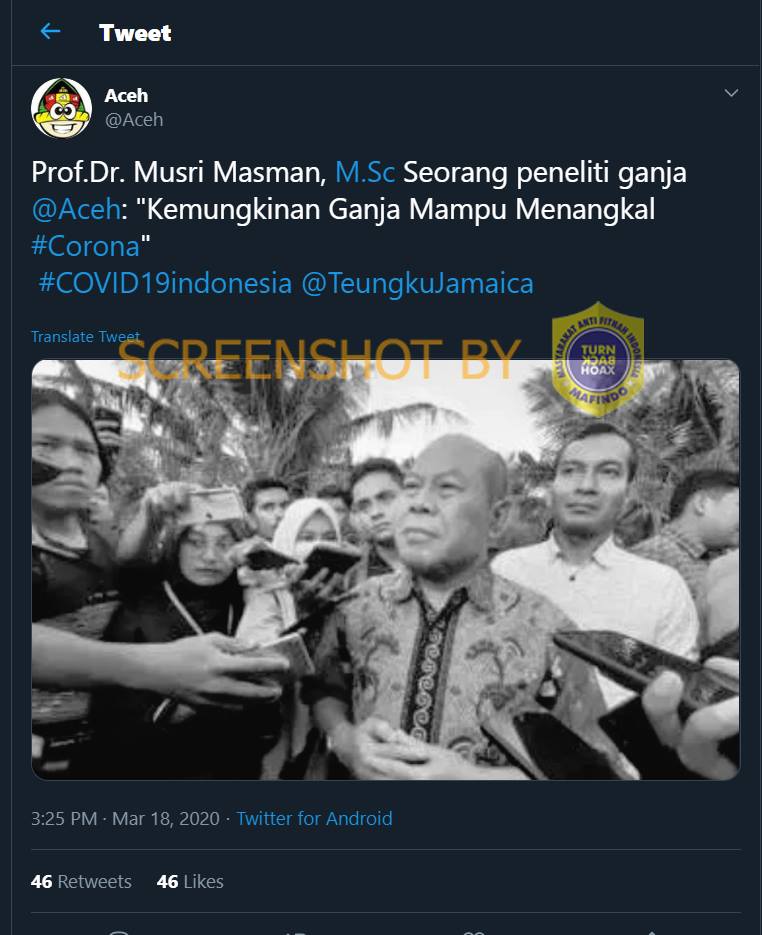 Tweet
Aceh
@Aceh
Prof.Dr. Musri Masman, M.Sc Seorang peneliti ganja
@Aceh: "Kemungkinan Ganja Mampu Menangkal
#Corona"
#COVID19indonesia @TeungkuJamaica
Translate Tweet
SCREENSHOT BY
MASYARAKAT ANTI FITNAH INDONESIA
TURN
BACK
HOAX
MAFINDO
3:25 PM · Mar 18, 2020 · Twitter for Android
46 Retweets 46 Likes